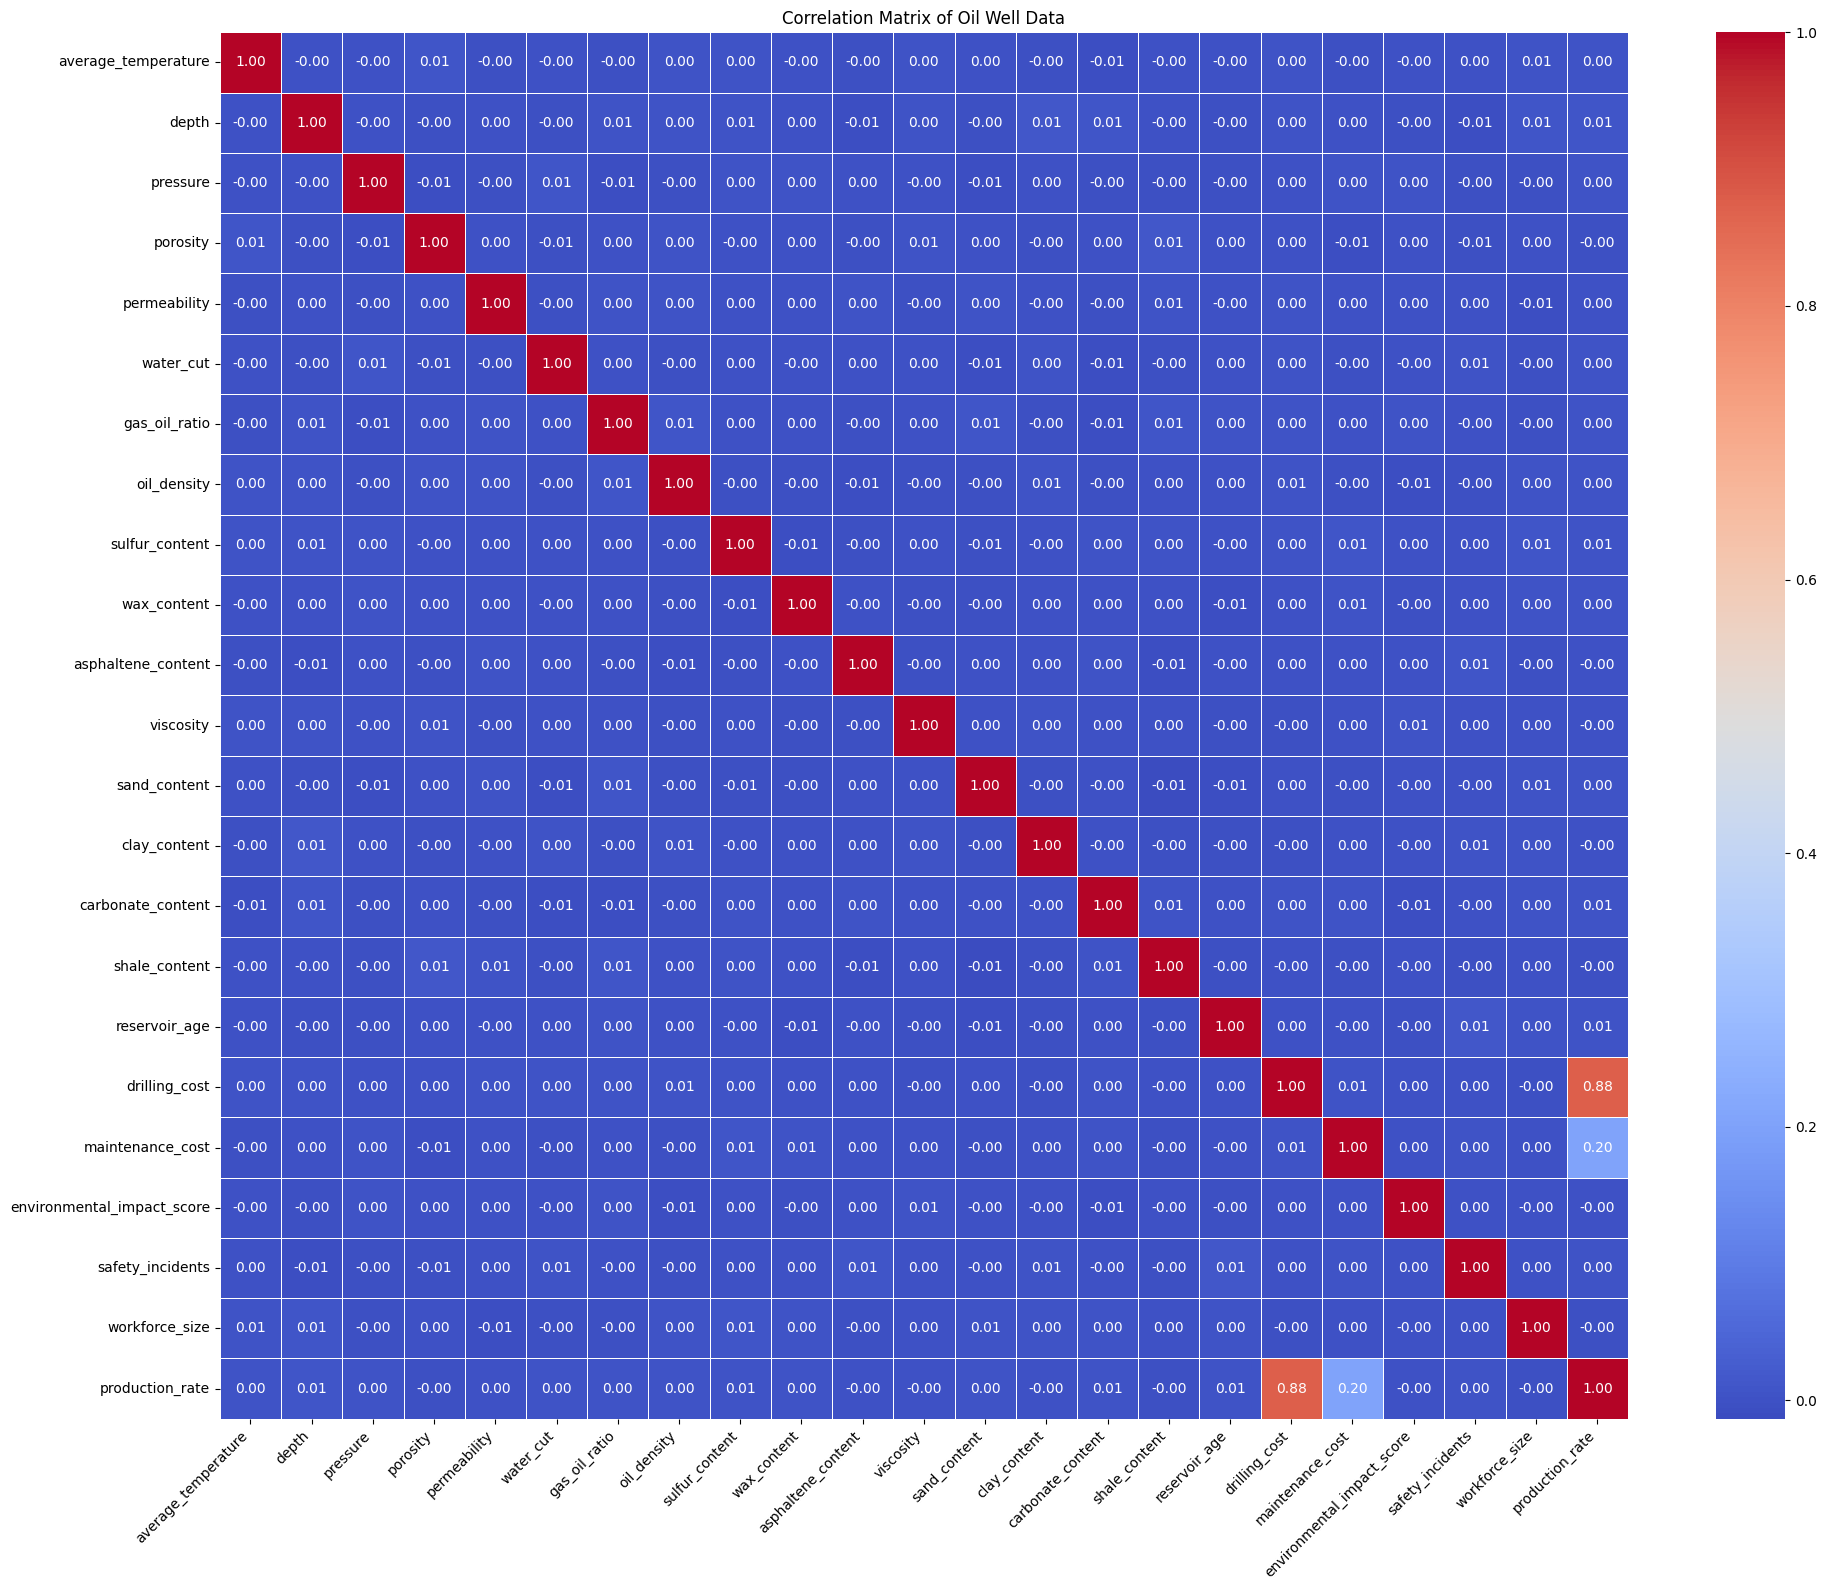 Correlation Matrix of Oil Well Data
average_temperature 1.00 -0.00 -0.00 0.01 -0.00 -0.00 -0.00 0.00 0.00 -0.00 -0.00 0.00 0.00 -0.00 -0.01 -0.00 -0.00 0.00 -0.00 -0.00 0.00 0.01 0.00
depth -0.00 1.00 -0.00 -0.00 0.00 -0.00 0.01 0.00 0.01 0.00 -0.01 0.00 -0.00 0.01 0.01 -0.00 -0.00 0.00 0.00 -0.00 -0.01 0.01 0.01
pressure -0.00 -0.00 1.00 -0.01 -0.00 0.01 -0.01 -0.00 0.00 0.00 0.00 -0.00 -0.01 0.00 -0.00 -0.00 -0.00 0.00 0.00 0.00 -0.00 -0.00 0.00
porosity 0.01 -0.00 -0.01 1.00 0.00 -0.01 0.00 0.00 -0.00 0.00 -0.00 0.01 0.00 -0.00 0.00 0.01 0.00 0.00 -0.01 0.00 -0.01 0.00 -0.00
permeability -0.00 0.00 -0.00 0.00 1.00 -0.00 0.00 0.00 0.00 0.00 0.00 -0.00 0.00 -0.00 -0.00 0.01 -0.00 0.00 0.00 0.00 0.00 -0.01 0.00
water_cut -0.00 -0.00 0.01 -0.01 -0.00 1.00 0.00 -0.00 0.00 -0.00 0.00 0.00 -0.01 0.00 -0.01 -0.00 0.00 0.00 -0.00 -0.00 0.01 -0.00 0.00
gas_oil_ratio -0.00 0.01 -0.01 0.00 0.00 0.00 1.00 0.01 0.00 0.00 -0.00 0.00 0.01 -0.00 -0.01 0.01 0.00 0.00 0.00 0.00 -0.00 -0.00 0.00
oil_density 0.00 0.00 -0.00 0.00 0.00 -0.00 0.01 1.00 -0.00 -0.00 -0.01 -0.00 -0.00 0.01 -0.00 0.00 0.00 0.01 -0.00 -0.01 -0.00 0.00 0.00
sulfur_content 0.00 0.01 0.00 -0.00 0.00 0.00 0.00 -0.00 1.00 -0.01 -0.00 0.00 -0.01 -0.00 0.00 0.00 -0.00 0.00 0.01 0.00 0.00 0.01 0.01
wax_content -0.00 0.00 0.00 0.00 0.00 -0.00 0.00 -0.00 -0.01 1.00 -0.00 -0.00 -0.00 0.00 0.00 0.00 -0.01 0.00 0.01 -0.00 0.00 0.00 0.00
asphaltene_content -0.00 -0.01 0.00 -0.00 0.00 0.00 -0.00 -0.01 -0.00 -0.00 1.00 -0.00 0.00 0.00 0.00 -0.01 -0.00 0.00 0.00 0.00 0.01 -0.00 -0.00
viscosity 0.00 0.00 -0.00 0.01 -0.00 0.00 0.00 -0.00 0.00 -0.00 -0.00 1.00 0.00 0.00 0.00 0.00 -0.00 -0.00 0.00 0.01 0.00 0.00 -0.00
sand_content 0.00 -0.00 -0.01 0.00 0.00 -0.01 0.01 -0.00 -0.01 -0.00 0.00 0.00 1.00 -0.00 -0.00 -0.01 -0.01 0.00 -0.00 -0.00 -0.00 0.01 0.00
clay_content -0.00 0.01 0.00 -0.00 -0.00 0.00 -0.00 0.01 -0.00 0.00 0.00 0.00 -0.00 1.00 -0.00 -0.00 -0.00 -0.00 0.00 -0.00 0.01 0.00 -0.00
carbonate_content -0.01 0.01 -0.00 0.00 -0.00 -0.01 -0.01 -0.00 0.00 0.00 0.00 0.00 -0.00 -0.00 1.00 0.01 0.00 0.00 0.00 -0.01 -0.00 0.00 0.01
shale_content -0.00 -0.00 -0.00 0.01 0.01 -0.00 0.01 0.00 0.00 0.00 -0.01 0.00 -0.01 -0.00 0.01 1.00 -0.00 -0.00 -0.00 -0.00 -0.00 0.00 -0.00
reservoir_age -0.00 -0.00 -0.00 0.00 -0.00 0.00 0.00 0.00 -0.00 -0.01 -0.00 -0.00 -0.01 -0.00 0.00 -0.00 1.00 0.00 -0.00 -0.00 0.01 0.00 0.01
drilling_cost 0.00 0.00 0.00 0.00 0.00 0.00 0.00 0.01 0.00 0.00 0.00 -0.00 0.00 -0.00 0.00 -0.00 0.00 1.00 0.01 0.00 0.00 -0.00 0.88
maintenance_cost -0.00 0.00 0.00 -0.01 0.00 -0.00 0.00 -0.00 0.01 0.01 0.00 0.00 -0.00 0.00 0.00 -0.00 -0.00 0.01 1.00 0.00 0.00 0.00 0.20
environmental_impact_score -0.00 -0.00 0.00 0.00 0.00 -0.00 0.00 -0.01 0.00 -0.00 0.00 0.01 -0.00 -0.00 -0.01 -0.00 -0.00 0.00 0.00 1.00 0.00 -0.00 -0.00
safety_incidents 0.00 -0.01 -0.00 -0.01 0.00 0.01 -0.00 -0.00 0.00 0.00 0.01 0.00 -0.00 0.01 -0.00 -0.00 0.01 0.00 0.00 0.00 1.00 0.00 0.00
workforce_size 0.01 0.01 -0.00 0.00 -0.01 -0.00 -0.00 0.00 0.01 0.00 -0.00 0.00 0.01 0.00 0.00 0.00 0.00 -0.00 0.00 -0.00 0.00 1.00 -0.00
production_rate 0.00 0.01 0.00 -0.00 0.00 0.00 0.00 0.00 0.01 0.00 -0.00 -0.00 0.00 -0.00 0.01 -0.00 0.01 0.88 0.20 -0.00 0.00 -0.00 1.00
average_temperature
depth
pressure
porosity
permeability
water_cut
gas_oil_ratio
oil_density
sulfur_content
wax_content
asphaltene_content
viscosity
sand_content
clay_content
carbonate_content
shale_content
reservoir_age
drilling_cost
maintenance_cost
environmental_impact_score
safety_incidents
workforce_size
production_rate
1.0
0.8
0.6
0.4
0.2
0.0